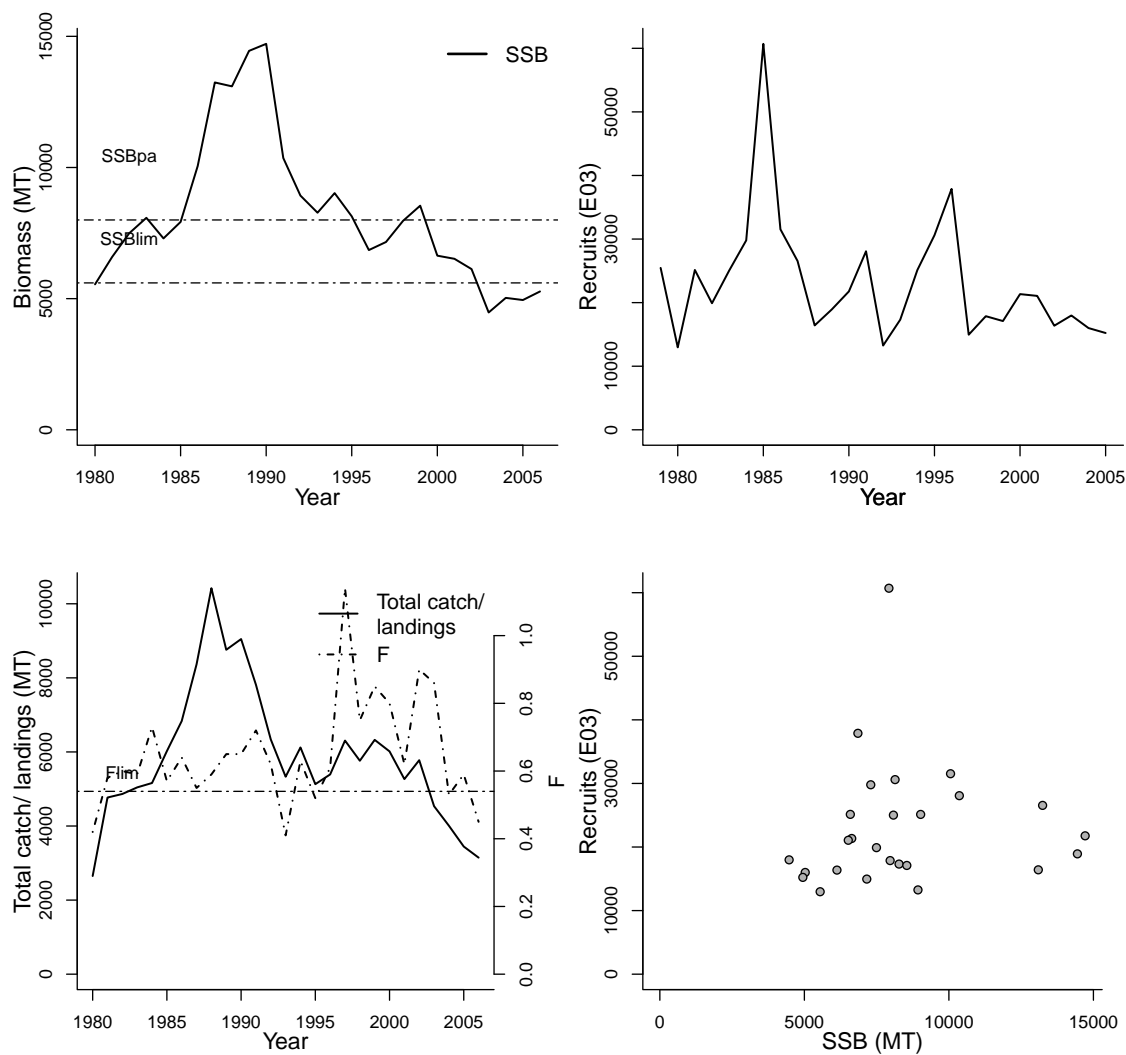 15000
10000
5000
0
Biomass (MT)
SSB
SSBpa
SSBlim
1980 1985 1990 1995 2000 2005
Year
50000
30000
10000
0
Recruits (E03)
1980 1985 1990 1995 2000 2005
Year
10000
8000
6000
4000
2000
0
Total catch/ landings (MT)
Total catch/
landings
F
Flim
1.0
0.8
0.6
0.4
0.2
0.0
F
1980 1985 1990 1995 2000 2005
Year
50000
30000
10000
0
Recruits (E03)
0 5000 10000 15000
SSB (MT)